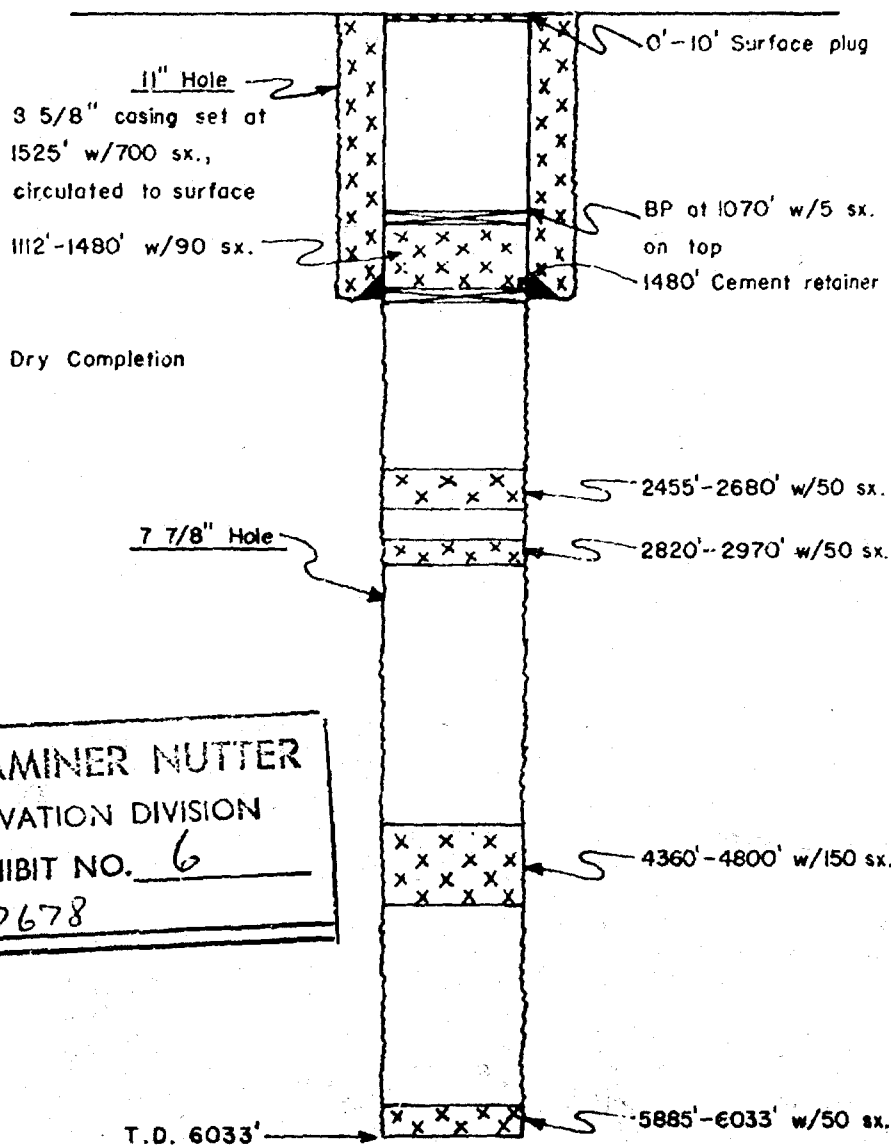 0'-10' Surface plug
11" Hole
3 5/8" casing set at
1525' w/700 sx.,
circulated to surface
1112'-1480' w/90 sx.
BP at 1070' w/5 sx.
on top
1480' Cement retainer
Dry Completion
2455'-2680' w/50 sx.
7 7/8" Hole
2820'-2970' w/50 sx.
AMINER NUTTER
VATION DIVISION
HIBIT NO. 6
7678
4360'-4800' w/150 sx.
5885'-6033' w/50 sx.
T.D. 6033'